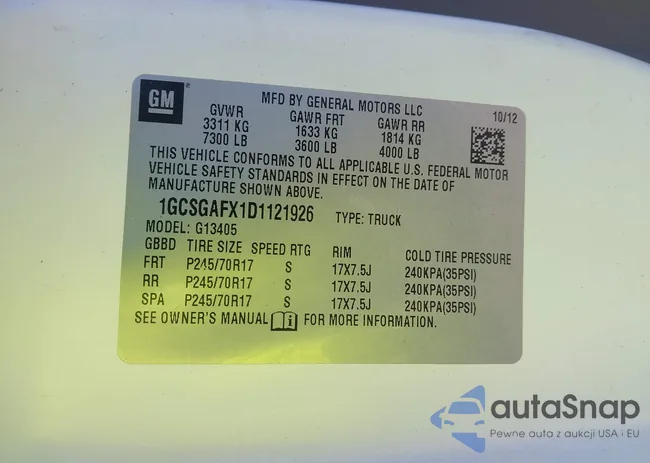 GM
MFD BY GENERAL MOTORS LLC
10/12
GVWR GAWR FRT GAWR RR
3311 KG 1633 KG 1814 KG
7300 LB 3600 LB 4000 LB
THIS VEHICLE CONFORMS TO ALL APPLICABLE U.S. FEDERAL MOTOR
VEHICLE SAFETY STANDARDS IN EFFECT ON THE DATE OF
MANUFACTURE SHOWN ABOVE.
1GCSGAFX1D1121926 TYPE: TRUCK
MODEL: G13405
GBBD TIRE SIZE SPEED RTG RIM COLD TIRE PRESSURE
FRT P245/70R17 S 17X7.5J 240KPA(35PSI)
RR P245/70R17 S 17X7.5J 240KPA(35PSI)
SPA P245/70R17 S 17X7.5J 240KPA(35PSI)
SEE OWNER'S MANUAL i FOR MORE INFORMATION.
autaSnap
Pewne auta z aukcji USA i EU